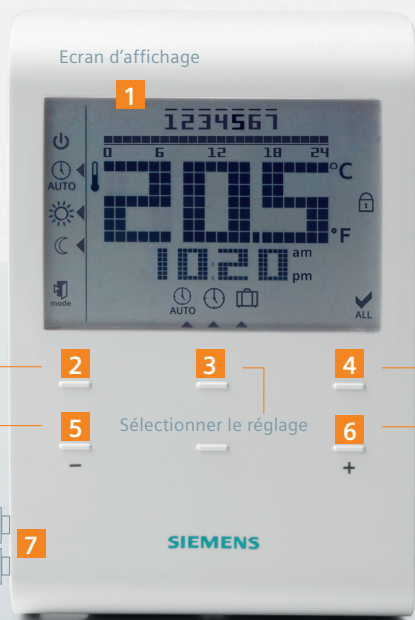 Ecran d'affichage
1
1234567
0 6 12 18 24
AUTO
20.5 °C
°F
10:20 am
pm
mode
AUTO
ALL
2 3 4
5 Sélectionner le réglage 6
- +
7
SIEMENS